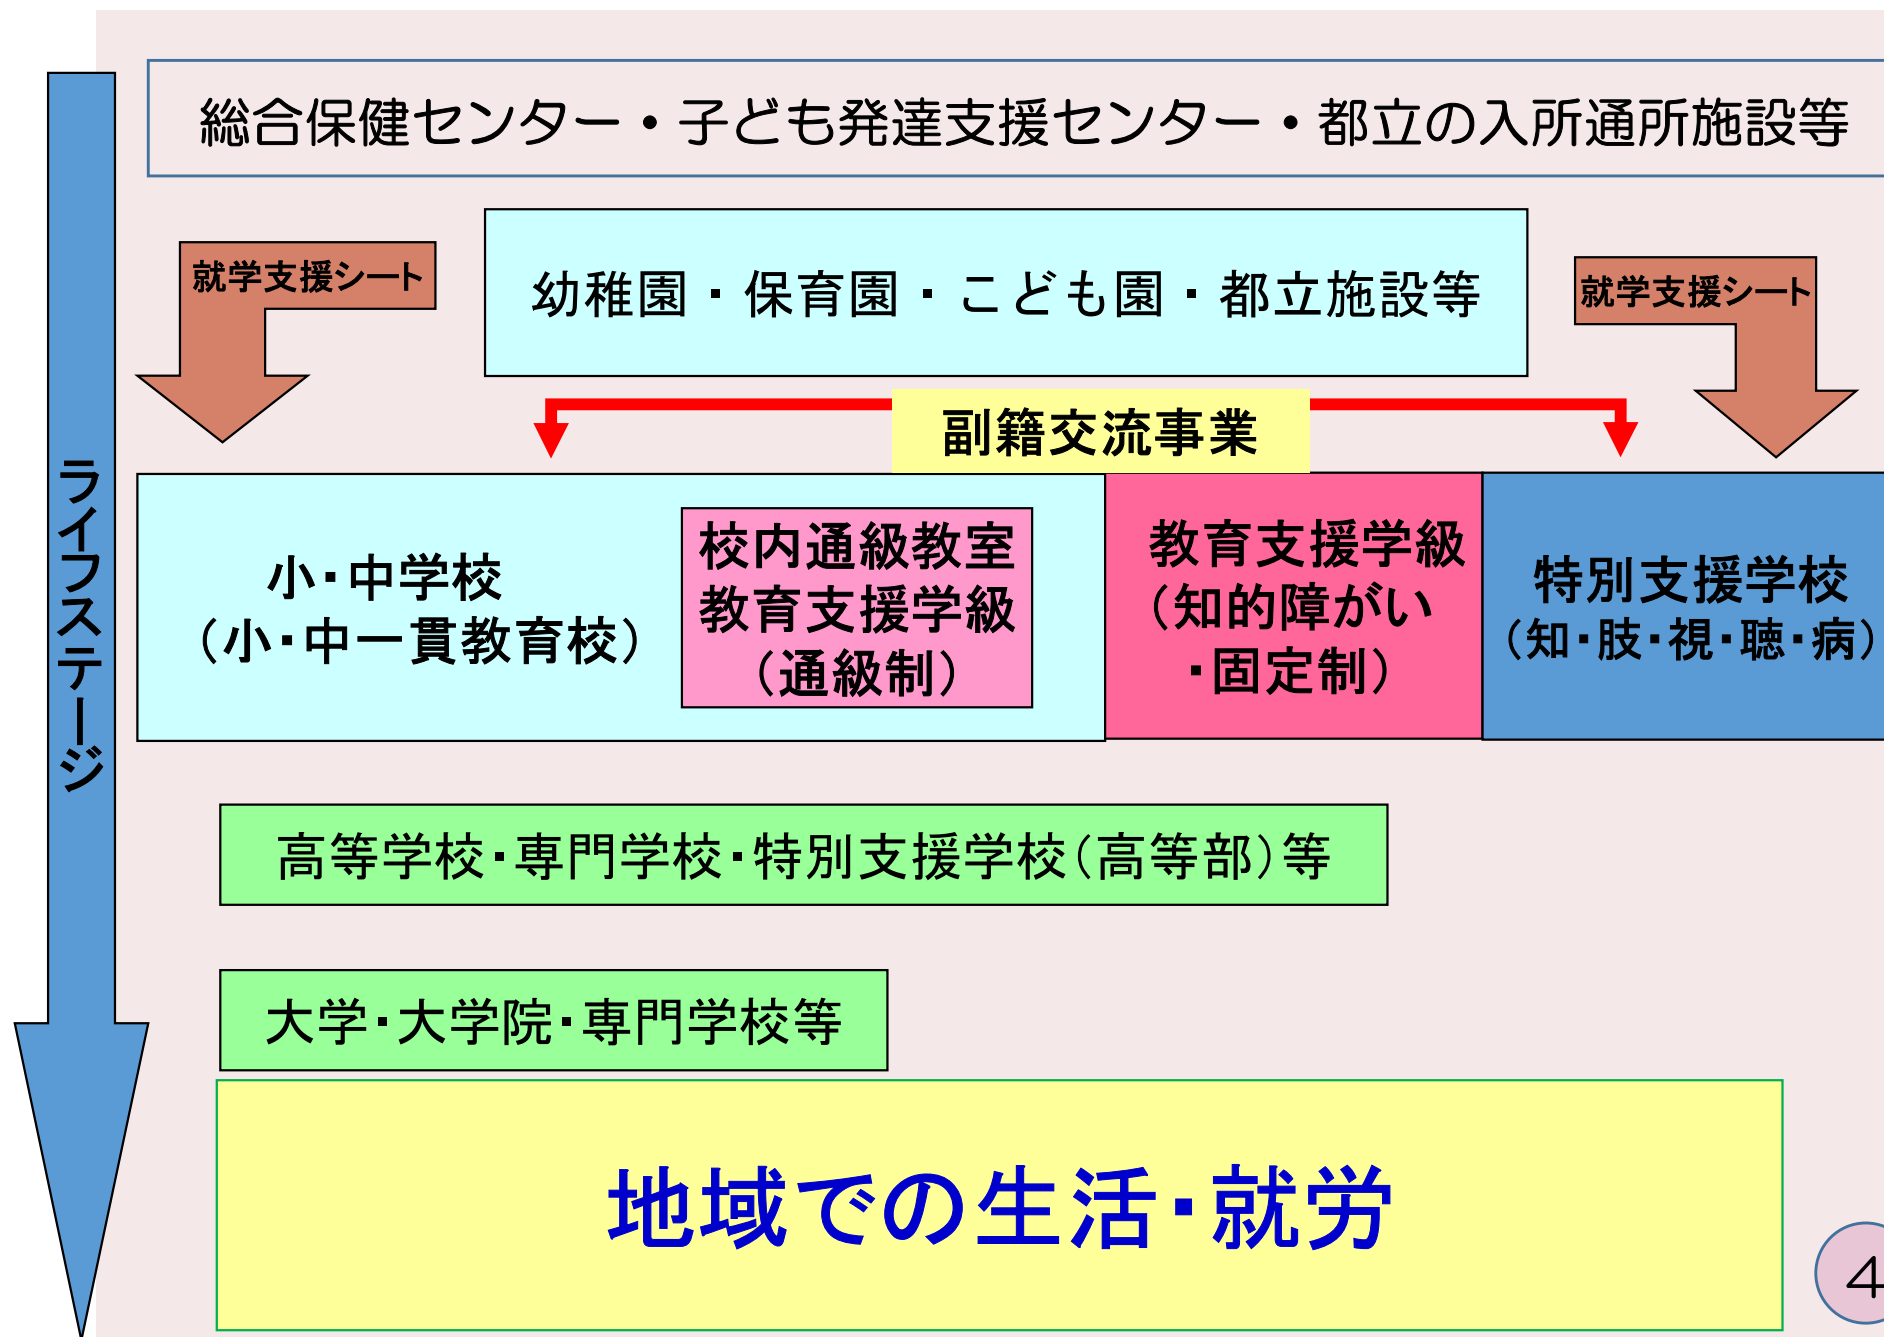 総合保健センター・子ども発達支援センター・都立の入所通所施設等
就学支援シート
幼稚園・保育園・こども園・都立施設等
就学支援シート
副籍交流事業
ライフステージ
小・中学校
（小・中一貫教育校）
校内通級教室
教育支援学級
（通級制）
教育支援学級
（知的障がい
・固定制）
特別支援学校
（知・肢・視・聴・病）
高等学校・専門学校・特別支援学校（高等部）等
大学・大学院・専門学校等
地域での生活・就労
4